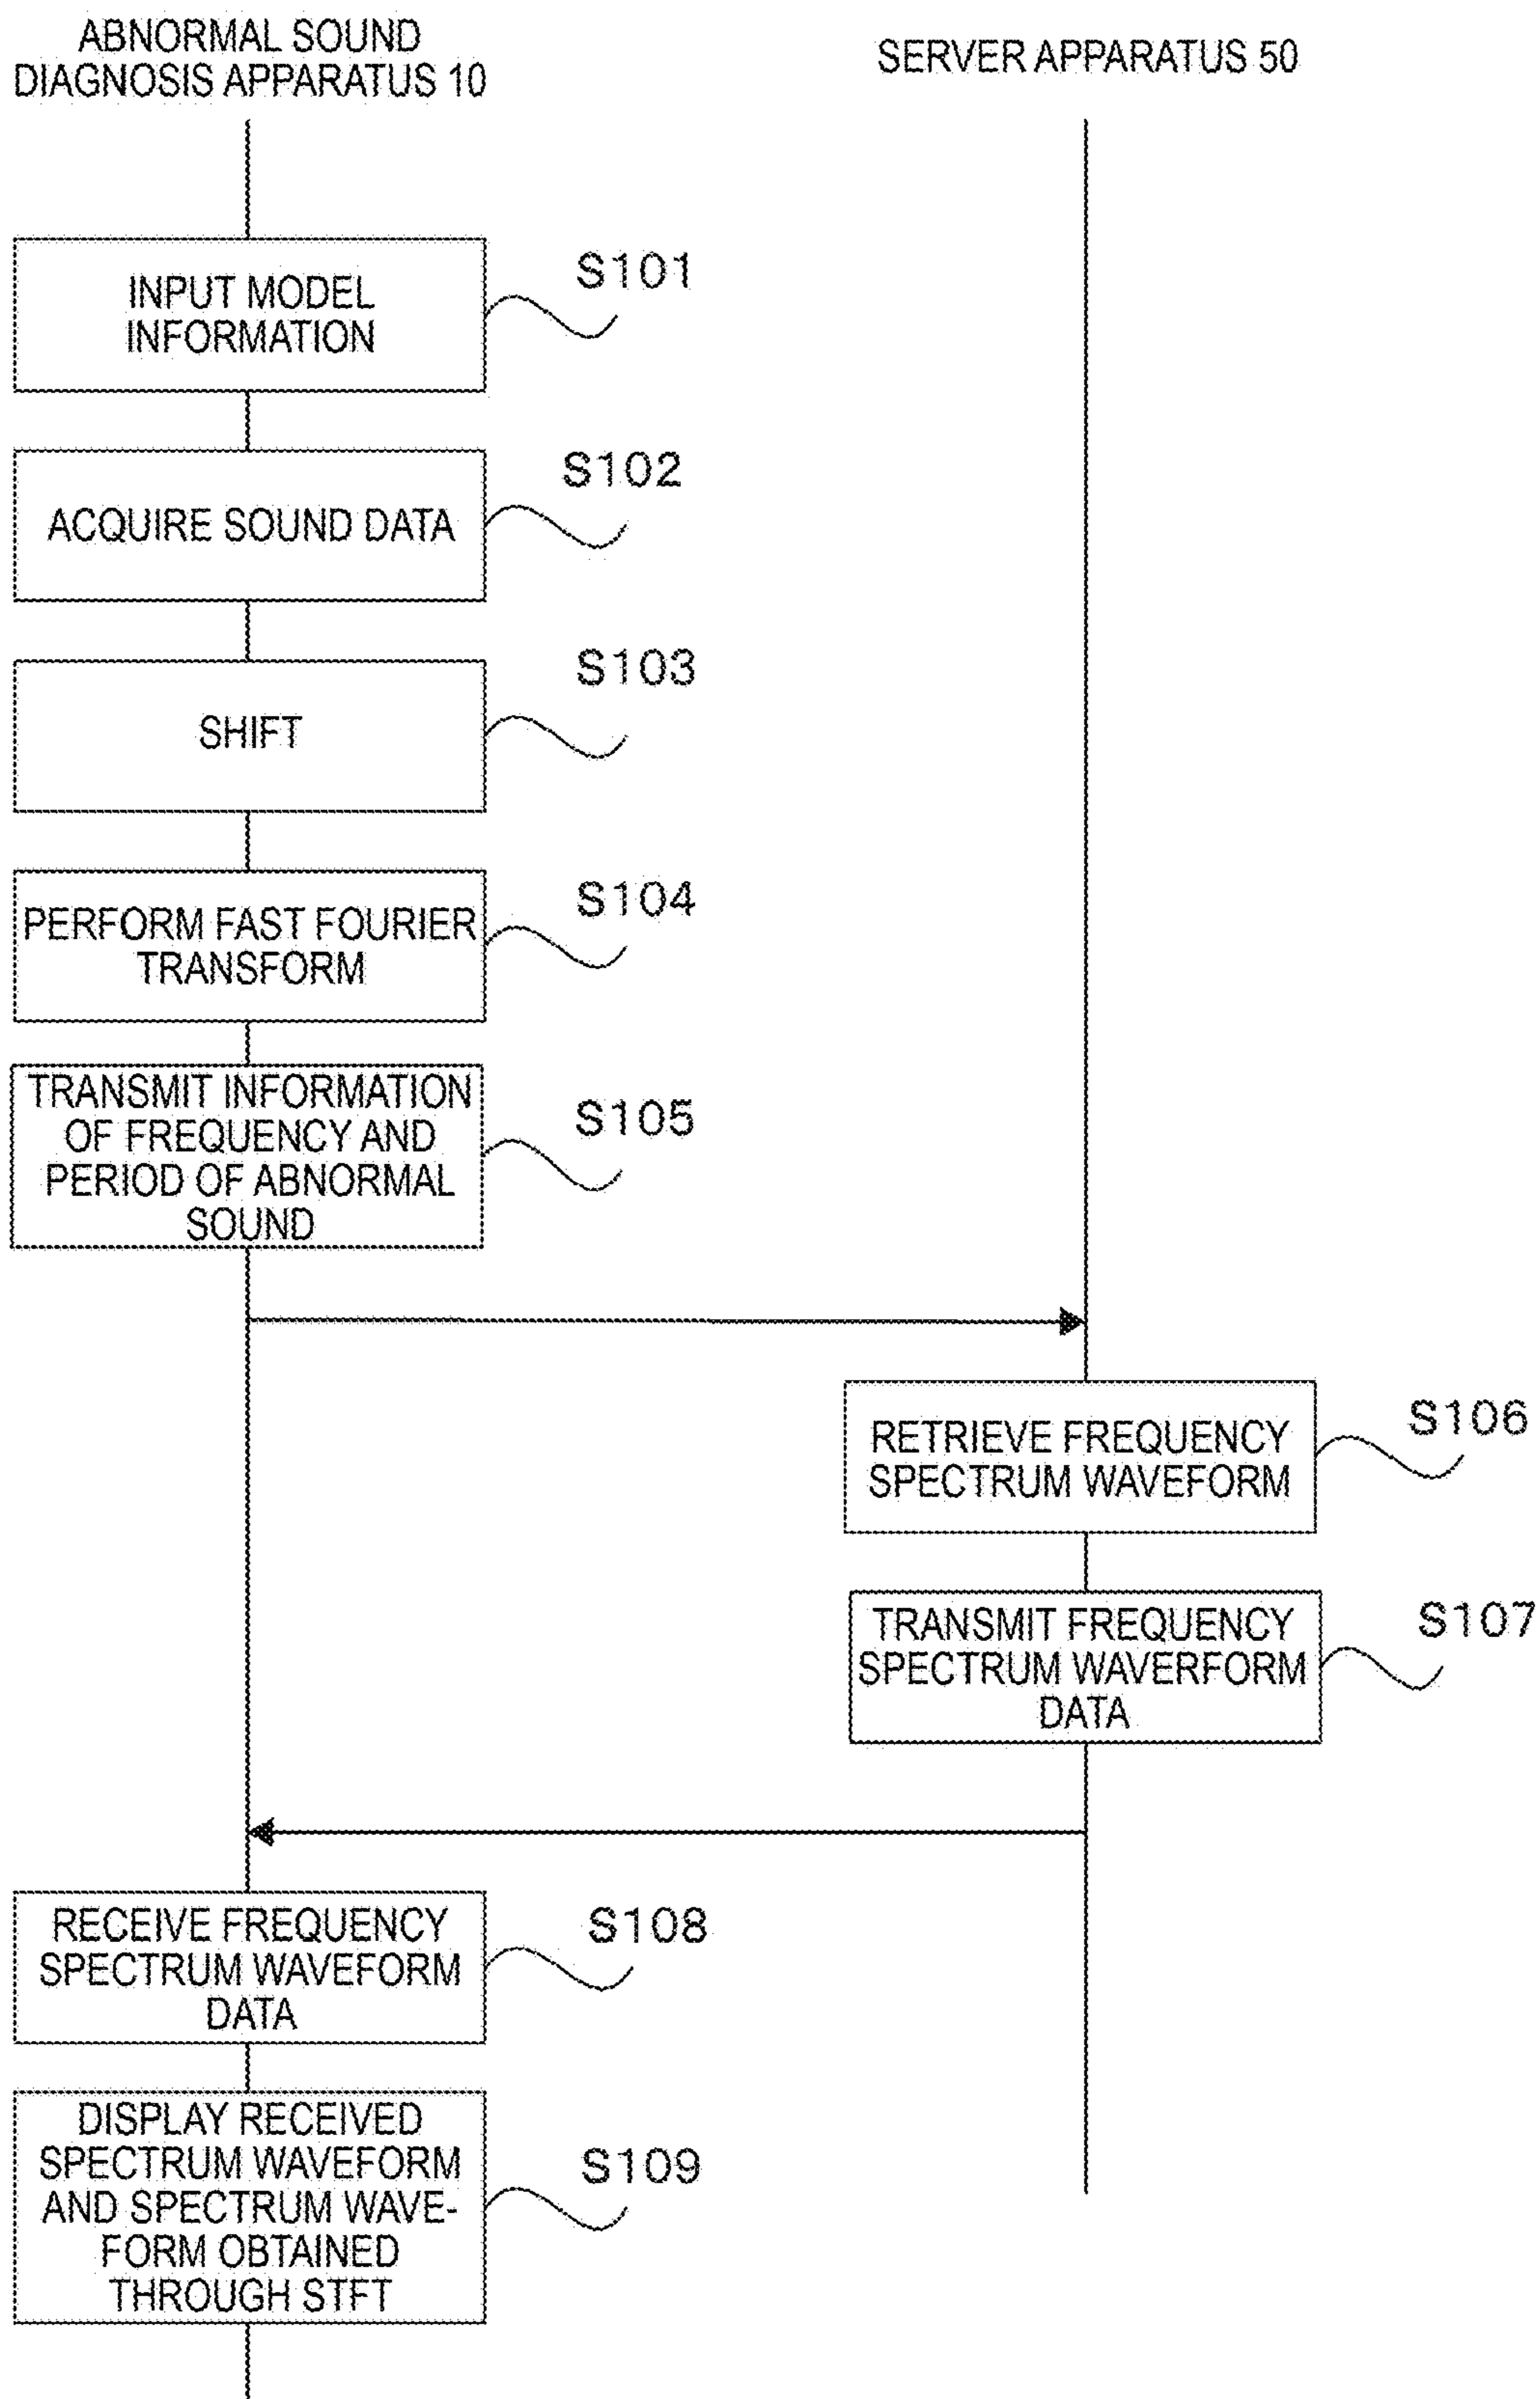 ABNORMAL SOUND
DIAGNOSIS APPARATUS 10
SERVER APPARATUS 50
INPUT MODEL
INFORMATION
S101
ACQUIRE SOUND DATA
S102
SHIFT
S103
PERFORM FAST FOURIER
TRANSFORM
S104
TRANSMIT INFORMATION
OF FREQUENCY AND
PERIOD OF ABNORMAL
SOUND
S105
RETRIEVE FREQUENCY
SPECTRUM WAVEFORM
S106
TRANSMIT FREQUENCY
SPECTRUM WAVERFORM
DATA
S107
RECEIVE FREQUENCY
SPECTRUM WAVEFORM
DATA
S108
DISPLAY RECEIVED
SPECTRUM WAVEFORM
AND SPECTRUM WAVE-
FORM OBTAINED
THROUGH STFT
S109